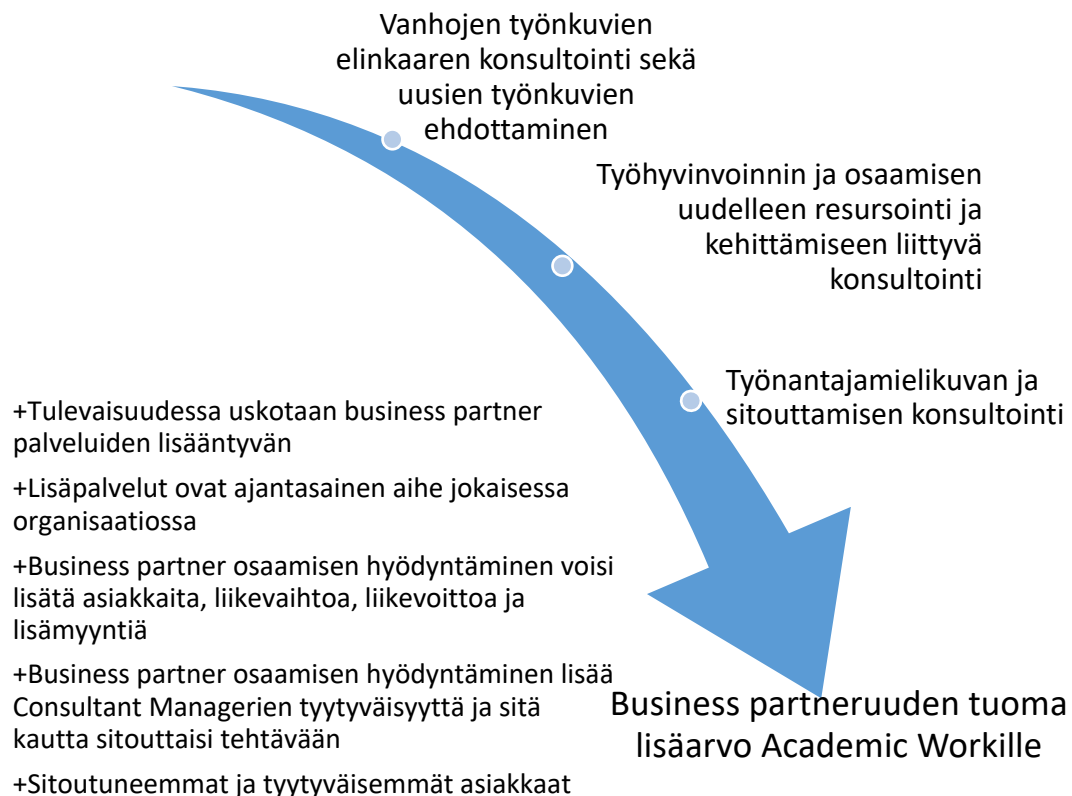 Vanhojen työnkuvien
elinkaaren konsultointi sekä
uusien työnkuvien
ehdottaminen
Työhyvinvoinnin ja osaamisen
uudelleen resursointi ja
kehittämiseen liittyvä
konsultointi
Työnantajamielikuvan ja
sitouttamisen konsultointi
+Tulevaisuudessa uskotaan business partner
palveluiden lisääntyvän
+Lisäpalvelut ovat ajantasainen aihe jokaisessa
organisaatiossa
+Business partner osaamisen hyödyntäminen voisi
lisätä asiakkaita, liikevaihtoa, liikevoittoa ja
lisämyyntiä
+Business partner osaamisen hyödyntäminen lisää
Consultant Managerien tyytyväisyyttä ja sitä
kautta sitouttaisi tehtävään
+Sitoutuneemmat ja tyytyväisemmät asiakkaat
Business partneruuden tuoma
lisäarvo Academic Workille